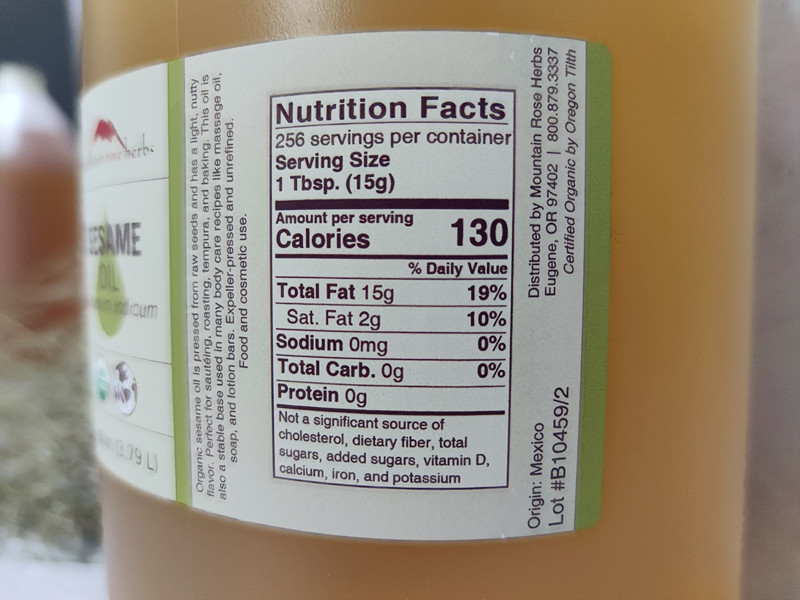 herbs
SESAME
OIL
(3.79 L)
Organic sesame oil is pressed from raw seeds and has a light, nutty
flavor. Perfect for sautéing, roasting, tempura, and baking. This oil is
also a stable base used in many body care recipes like massage oil,
soap, and lotion bars. Expeller-pressed and unrefined.
Food and cosmetic use.
Nutrition Facts
256 servings per container
Serving Size
1 Tbsp. (15g)
Amount per serving
Calories 130
% Daily Value
Total Fat 15g 19%
Sat. Fat 2g 10%
Sodium 0mg 0%
Total Carb. 0g 0%
Protein 0g
Not a significant source of
cholesterol, dietary fiber, total
sugars, added sugars, vitamin D,
calcium, iron, and potassium
Distributed by Mountain Rose Herbs
Eugene, OR 97402 | 800.879.3337
Certified Organic by Oregon Tilth
Origin: Mexico
Lot #B10459/2